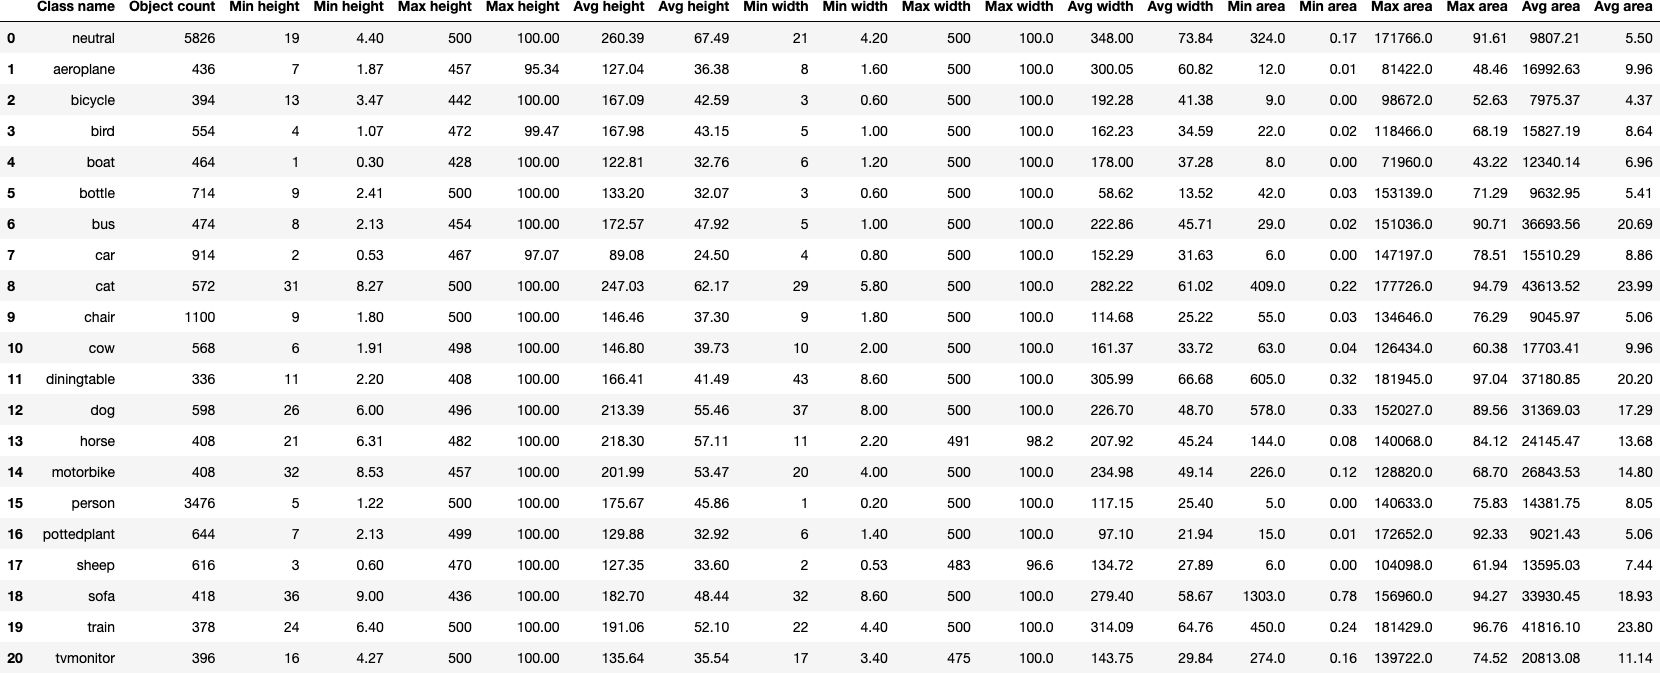 Class name Object count Min height Min height Max height Max height Avg height Avg height Min width Min width Max width Max width Avg width Avg width Min area Min area Max area Max area Avg area Avg area
0 neutral 5826 19 4.40 500 100.00 260.39 67.49 21 4.20 500 100.0 348.00 73.84 324.0 0.17 171766.0 91.61 9807.21 5.50
1 aeroplane 436 7 1.87 457 95.34 127.04 36.38 8 1.60 500 100.0 300.05 60.82 12.0 0.01 81422.0 48.46 16992.63 9.96
2 bicycle 394 13 3.47 442 100.00 167.09 42.59 3 0.60 500 100.0 192.28 41.38 9.0 0.00 98672.0 52.63 7975.37 4.37
3 bird 554 4 1.07 472 99.47 167.98 43.15 5 1.00 500 100.0 162.23 34.59 22.0 0.02 118466.0 68.19 15827.19 8.64
4 boat 464 1 0.30 428 100.00 122.81 32.76 6 1.20 500 100.0 178.00 37.28 8.0 0.00 71960.0 43.22 12340.14 6.96
5 bottle 714 9 2.41 500 100.00 133.20 32.07 3 0.60 500 100.0 58.62 13.52 42.0 0.03 153139.0 71.29 9632.95 5.41
6 bus 474 8 2.13 454 100.00 172.57 47.92 5 1.00 500 100.0 222.86 45.71 29.0 0.02 151036.0 90.71 36693.56 20.69
7 car 914 2 0.53 467 97.07 89.08 24.50 4 0.80 500 100.0 152.29 31.63 6.0 0.00 147197.0 78.51 15510.29 8.86
8 cat 572 31 8.27 500 100.00 247.03 62.17 29 5.80 500 100.0 282.22 61.02 409.0 0.22 177726.0 94.79 43613.52 23.99
9 chair 1100 9 1.80 500 100.00 146.46 37.30 9 1.80 500 100.0 114.68 25.22 55.0 0.03 134646.0 76.29 9045.97 5.06
10 cow 568 6 1.91 498 100.00 146.80 39.73 10 2.00 500 100.0 161.37 33.72 63.0 0.04 126434.0 60.38 17703.41 9.96
11 diningtable 336 11 2.20 408 100.00 166.41 41.49 43 8.60 500 100.0 305.99 66.68 605.0 0.32 181945.0 97.04 37180.85 20.20
12 dog 598 26 6.00 496 100.00 213.39 55.46 37 8.00 500 100.0 226.70 48.70 578.0 0.33 152027.0 89.56 31369.03 17.29
13 horse 408 21 6.31 482 100.00 218.30 57.11 11 2.20 491 98.2 207.92 45.24 144.0 0.08 140068.0 84.12 24145.47 13.68
14 motorbike 408 32 8.53 457 100.00 201.99 53.47 20 4.00 500 100.0 234.98 49.14 226.0 0.12 128820.0 68.70 26843.53 14.80
15 person 3476 5 1.22 500 100.00 175.67 45.86 1 0.20 500 100.0 117.15 25.40 5.0 0.00 140633.0 75.83 14381.75 8.05
16 pottedplant 644 7 2.13 499 100.00 129.88 32.92 6 1.40 500 100.0 97.10 21.94 15.0 0.01 172652.0 92.33 9021.43 5.06
17 sheep 616 3 0.60 470 100.00 127.35 33.60 2 0.53 483 96.6 134.72 27.89 6.0 0.00 104098.0 61.94 13595.03 7.44
18 sofa 418 36 9.00 436 100.00 182.70 48.44 32 8.60 500 100.0 279.40 58.67 1303.0 0.78 156960.0 94.27 33930.45 18.93
19 train 378 24 6.40 500 100.00 191.06 52.10 22 4.40 500 100.0 314.09 64.76 450.0 0.24 181429.0 96.76 41816.10 23.80
20 tvmonitor 396 16 4.27 500 100.00 135.64 35.54 17 3.40 475 100.0 143.75 29.84 274.0 0.16 139722.0 74.52 20813.08 11.14